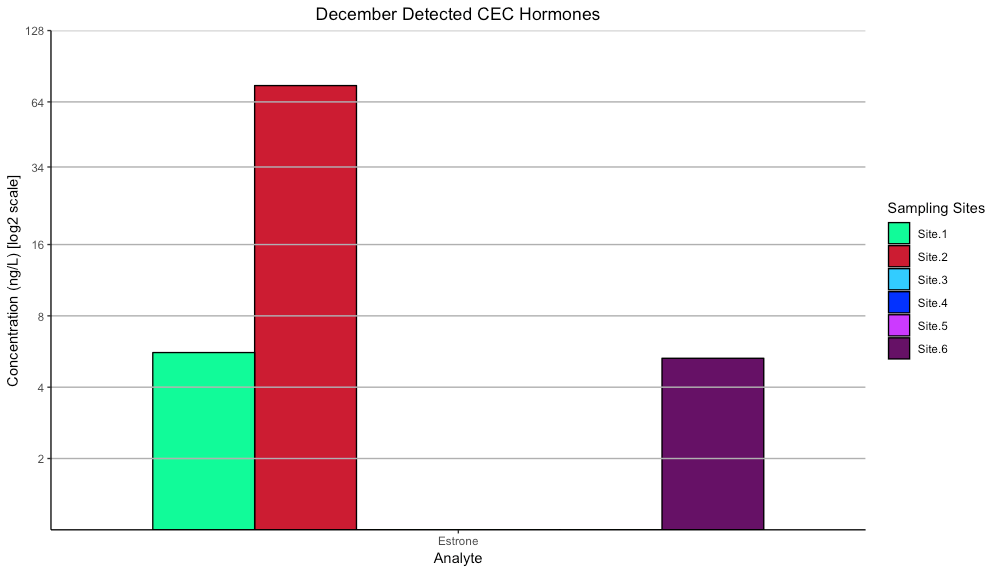 December Detected CEC Hormones
128
64
34
16
8
4
2
Concentration (ng/L) [log2 scale]
Estrone
Analyte
Sampling Sites
Site.1
Site.2
Site.3
Site.4
Site.5
Site.6